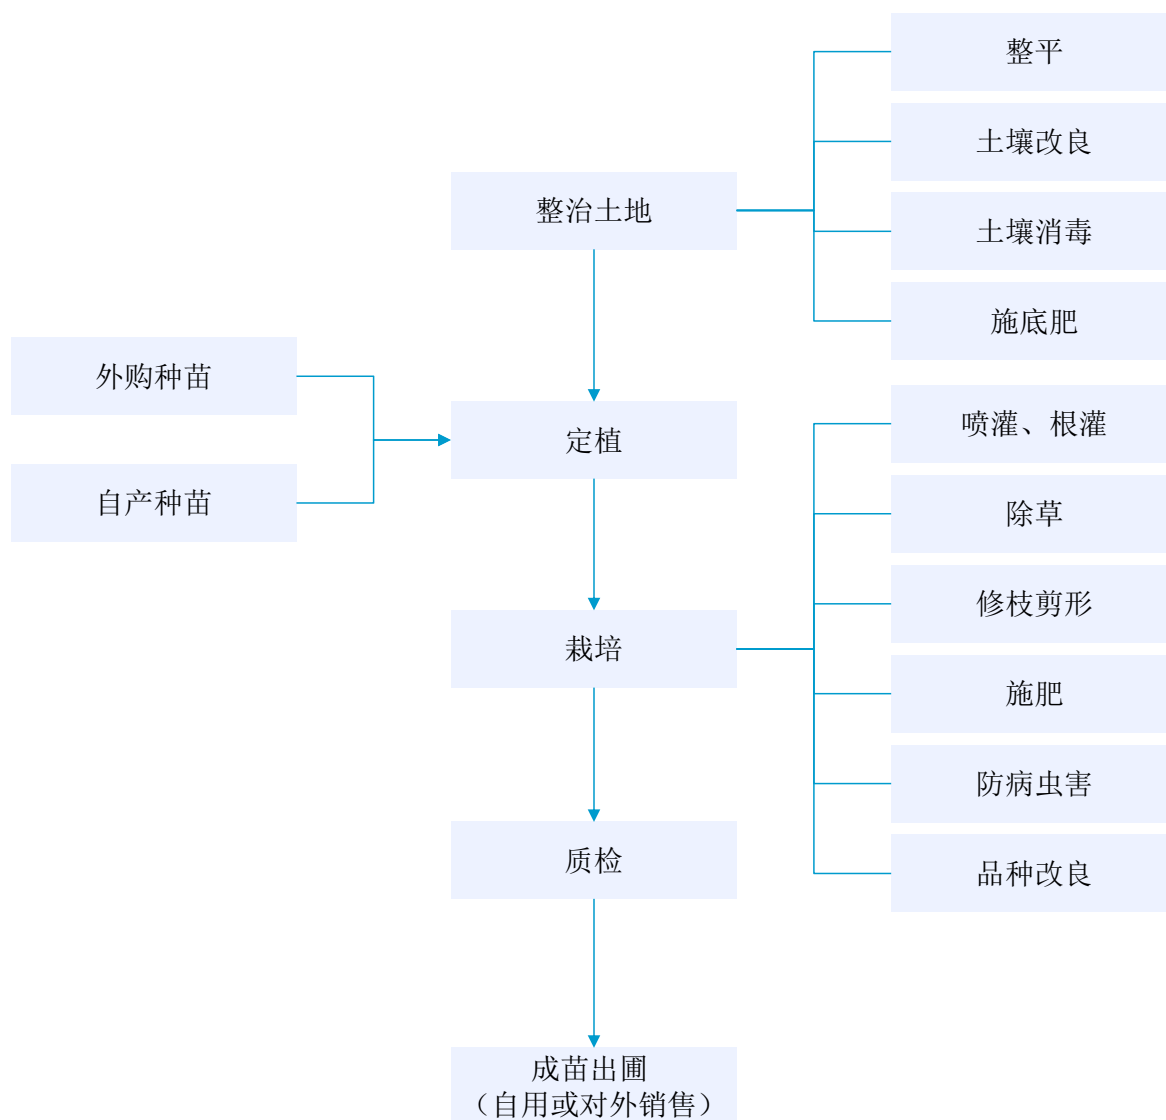 整平
土壤改良
整治土地
土壤消毒
施底肥
外购种苗
自产种苗
定植
喷灌、根灌
除草
修枝剪形
栽培
施肥
防病虫害
品种改良
质检
成苗出圃
（自用或对外销售）